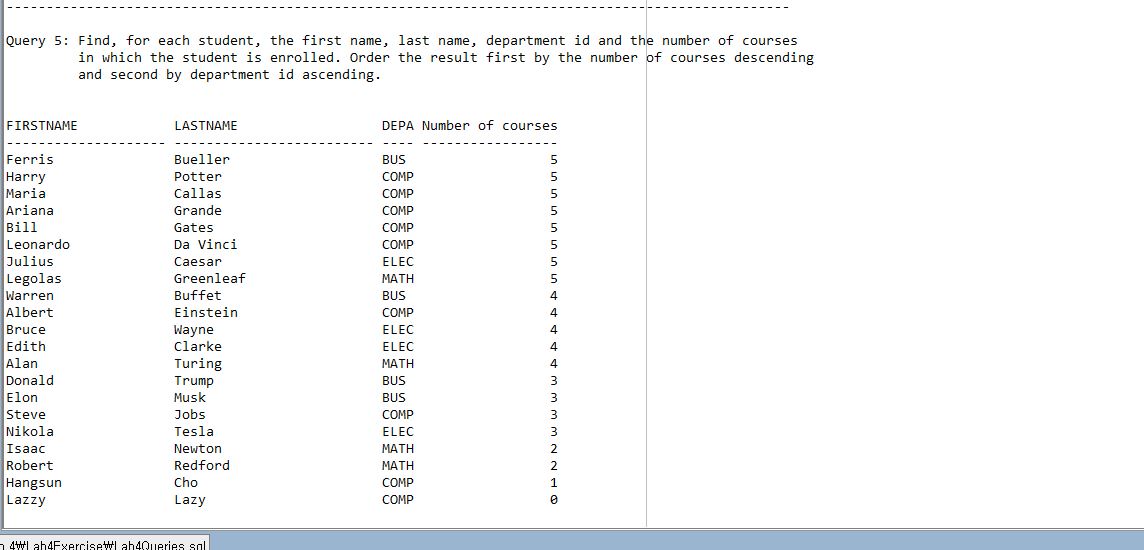 ---------------------------------------------------------------------------------------------------
Query 5: Find, for each student, the first name, last name, department id and the number of courses
in which the student is enrolled. Order the result first by the number of courses descending
and second by department id ascending.
FIRSTNAME LASTNAME DEPA Number of courses
-------------------- ------------------------- ---- -----------------
Ferris Bueller BUS 5
Harry Potter COMP 5
Maria Callas COMP 5
Ariana Grande COMP 5
Bill Gates COMP 5
Leonardo Da Vinci COMP 5
Julius Caesar ELEC 5
Legolas Greenleaf MATH 5
Warren Buffet BUS 4
Albert Einstein COMP 4
Bruce Wayne ELEC 4
Edith Clarke ELEC 4
Alan Turing MATH 4
Donald Trump BUS 3
Elon Musk BUS 3
Steve Jobs COMP 3
Nikola Tesla ELEC 3
Isaac Newton MATH 2
Robert Redford MATH 2
Hangsun Cho COMP 1
Lazzy Lazy COMP 0
4₩Lab4Exercise₩Lab4Queries.sql